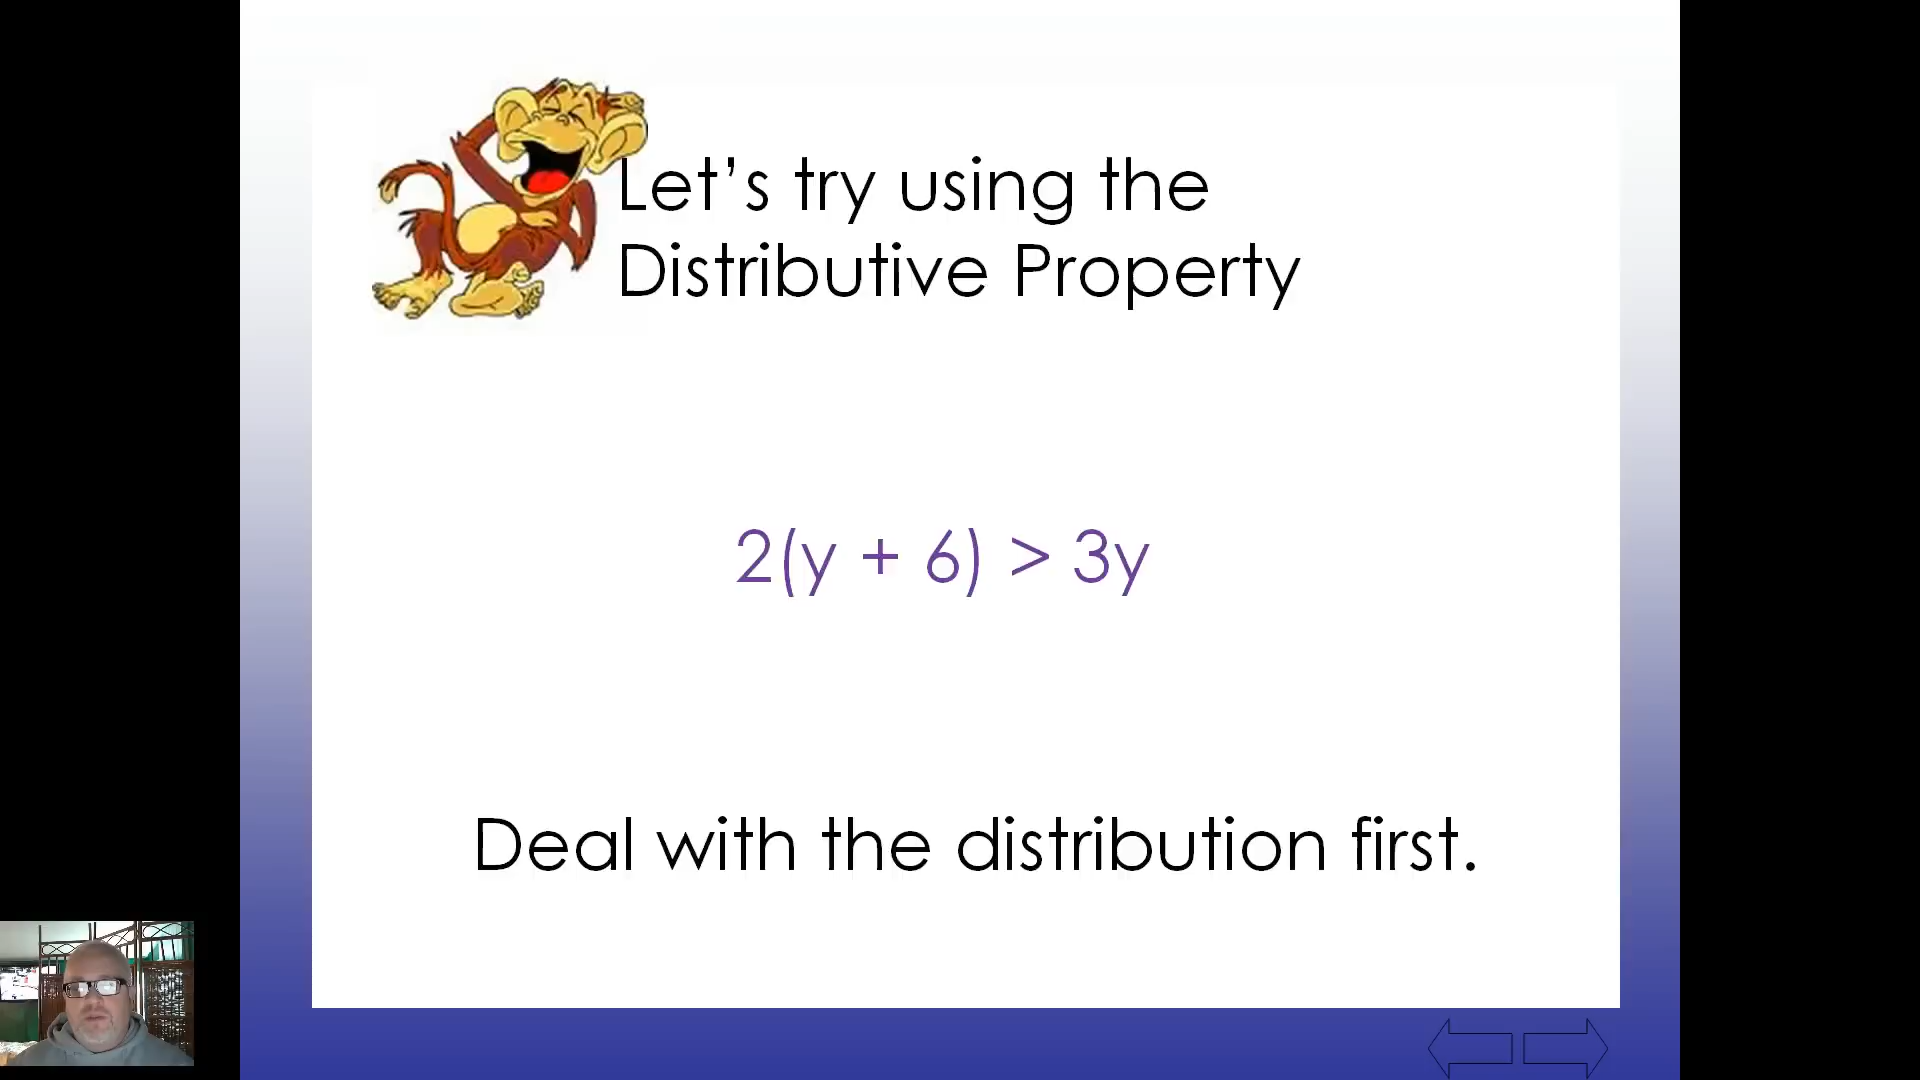 Let’s try using the
Distributive Property
2(y + 6) > 3y
Deal with the distribution first.